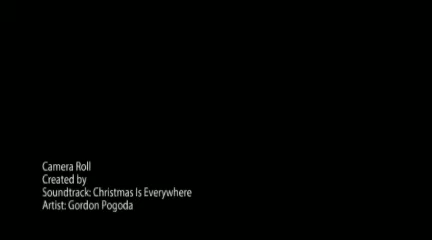 Camera Roll
Created by
Soundtrack: Christmas Is Everywhere
Artist: Gordon Pogoda